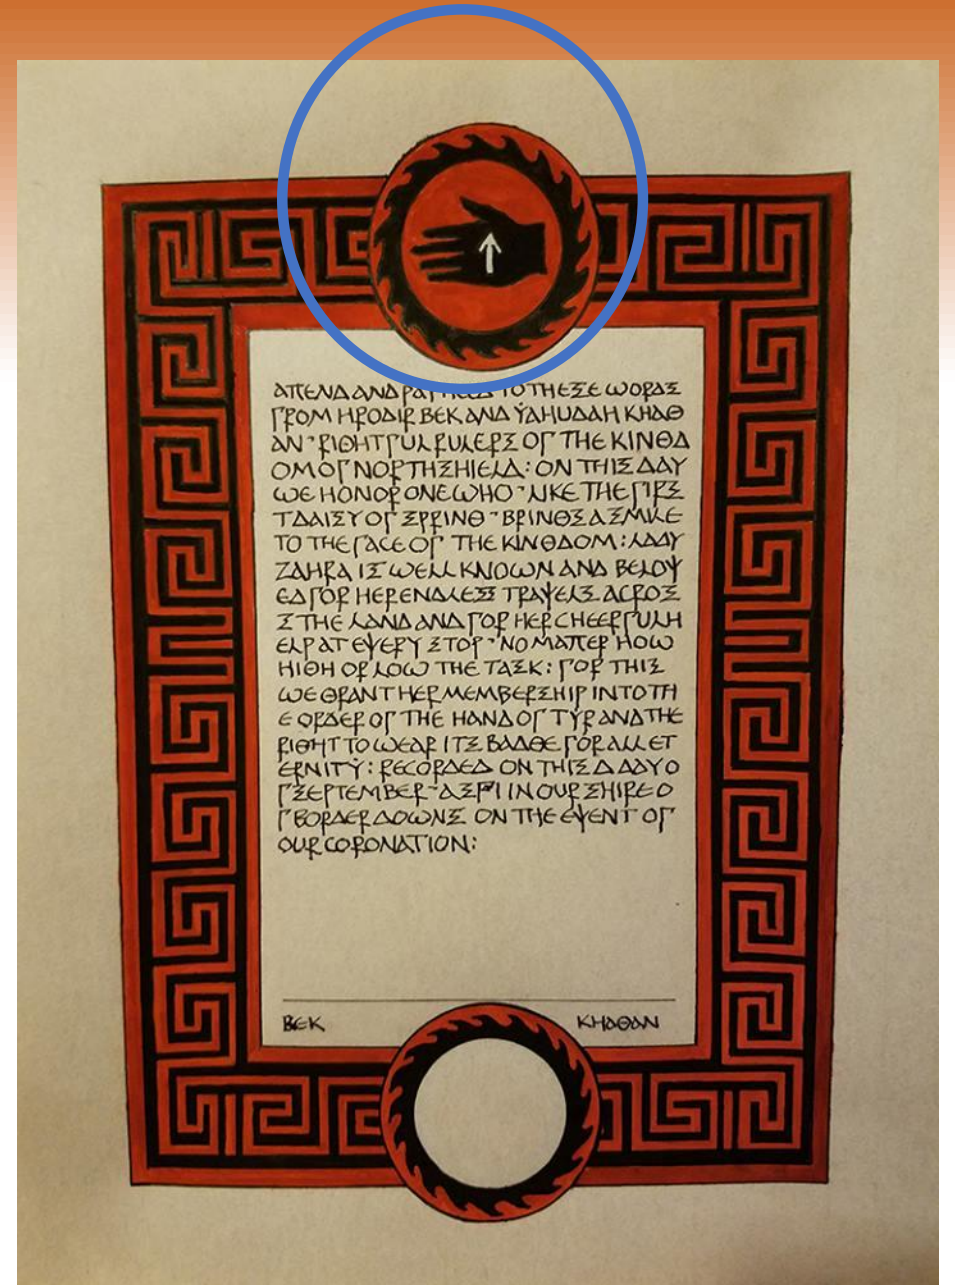 ATTEND AND PAY HEED TO THESE WORDS
FROM HRODIR BEK AND YAHUDAH KHAG
AN · RIGHTFUL RULERS OF THE KINGD
OM OF NORTHSHIELD: ON THIS DAY
WE HONOR ONE WHO · LIKE THE FIRS
T DAISY OF SPRING · BRINGS A SMILE
TO THE FACE OF THE KINGDOM: LADY
ZAHRA IS WELL KNOWN AND BELOV
ED FOR HER ENDLESS TRAVELS ACROS
S THE LAND AND FOR HER CHEERFUL H
ELP AT EVERY STOP · NO MATTER HOW
HIGH OR LOW THE TASK: FOR THIS
WE GRANT HER MEMBERSHIP INTO TH
E ORDER OF THE HAND OF TYR AND THE
RIGHT TO WEAR ITS BADGE FOR ALL ET
ERNITY: RECORDED ON THIS Δ DAY O
F SEPTEMBER · IN OUR SHIRE O
F BORDER DOWNS ON THE EVENT OF
OUR CORONATION:
BEK KHAGAN